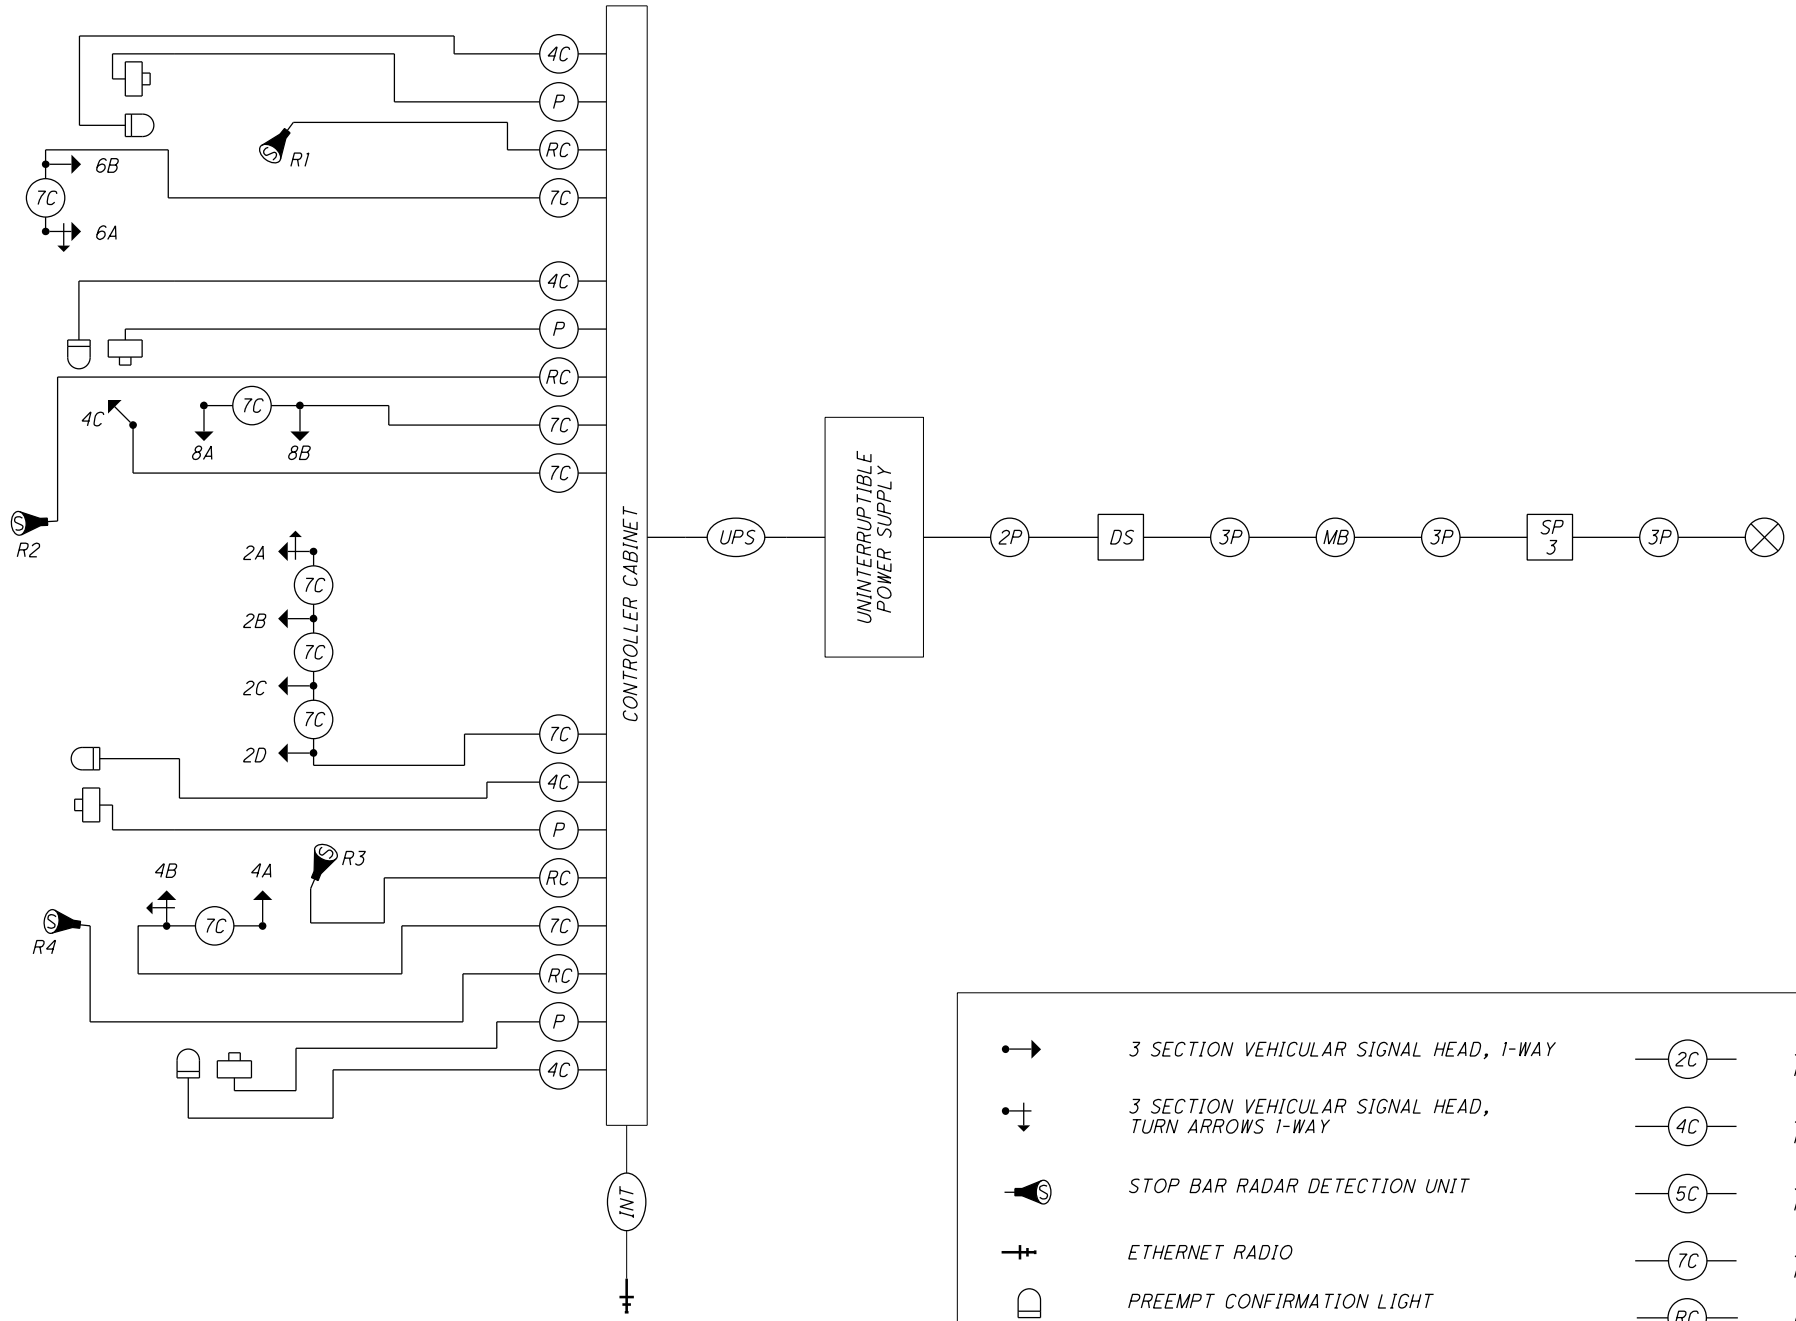 4C
P
RC
R1
6B
7C
7C
6A
4C
P
RC
7C
7C
4C
8A
8B
7C
R2
2A
7C
2B
7C
2C
7C
2D
7C
4C
P
R3
RC
4B
4A
7C
7C
R4
RC
P
4C
CONTROLLER CABINET
INT
UPS
UNINTERRUPTIBLE
POWER SUPPLY
2P
DS
3P
MB
3P
SP
3
3P
3 SECTION VEHICULAR SIGNAL HEAD, 1-WAY
3 SECTION VEHICULAR SIGNAL HEAD,
TURN ARROWS 1-WAY
STOP BAR RADAR DETECTION UNIT
ETHERNET RADIO
PREEMPT CONFIRMATION LIGHT
2C
4C
5C
7C
RC